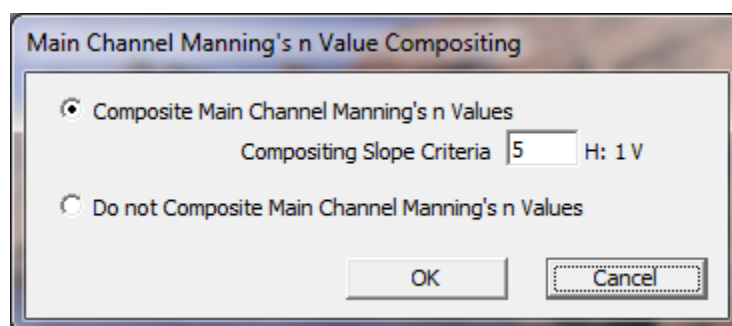 Main Channel Manning's n Value Compositing
Composite Main Channel Manning's n Values
Compositing Slope Criteria 5 H: 1 V
Do not Composite Main Channel Manning's n Values
OK Cancel